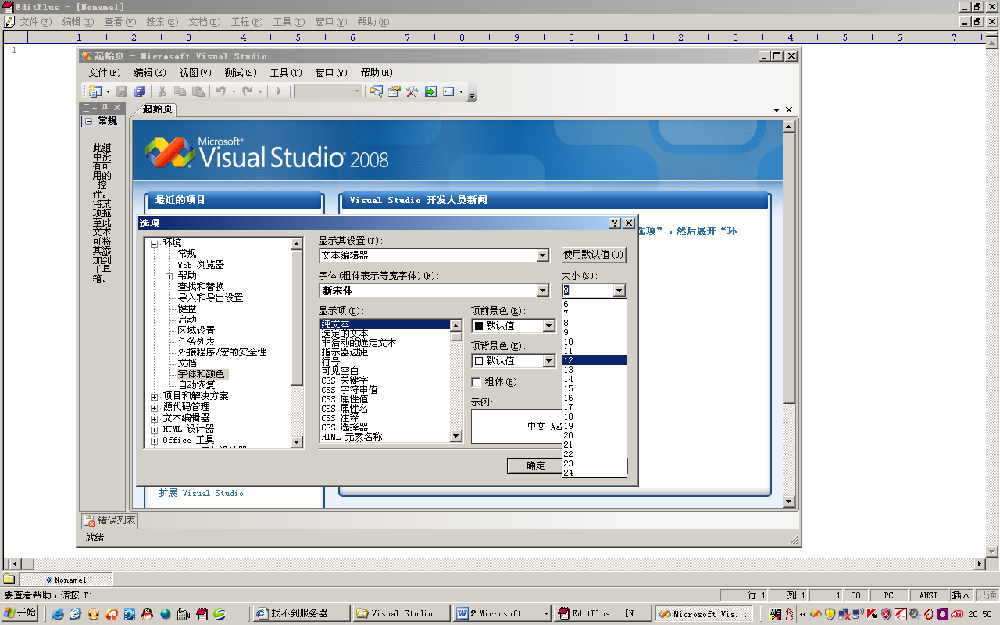 EditPlus - [Noname1]
文件(F) 编辑(E) 查看(V) 搜索(S) 文档(D) 工程(P) 工具(T) 窗口(W) 帮助(H)
1 2 3 4 5 6 7 8 9 0 1 2 3 4 5 6 7
1
起始页 - Microsoft Visual Studio
文件(F) 编辑(E) 视图(V) 测试(S) 工具(T) 窗口(W) 帮助(H)
工
起始页
常规
此组
中没
有可
用的
控
件。
将某
项拖
至此
文本
可将
其添
加到
工具
箱。
Microsoft®
Visual Studio® 2008
最近的项目
Visual Studio 开发人员新闻
选项”，然后展开“环...
选项
环境
常规
Web 浏览器
帮助
查找和替换
导入和导出设置
键盘
启动
区域设置
任务列表
外接程序/宏的安全性
文档
字体和颜色
自动恢复
项目和解决方案
源代码管理
文本编辑器
HTML 设计器
Office 工具
显示其设置(T):
文本编辑器
使用默认值(U)
字体(粗体表示等宽字体)(F):
大小(S):
新宋体
9
显示项(D):
纯文本
选定的文本
非活动的选定文本
指示器边距
行号
可见空白
CSS 关键字
CSS 字符串值
CSS 属性值
CSS 属性名
CSS 注释
CSS 选择器
HTML 元素名称
项前景色(R):
默认值
项背景色(K):
默认值
粗体(B)
示例:
中文 Aa
6
7
8
9
10
11
12
13
14
15
16
17
18
19
20
21
22
23
24
确定
扩展 Visual Studio
错误列表
就绪
Noname1
要查看帮助，请按 F1
行 1 列 1 1 00 PC ANSI 插入 只读
开始
找不到服务器 ... Visual Studio... 2 Microsoft ... EditPlus - [N... Microsoft Vis... 20:50